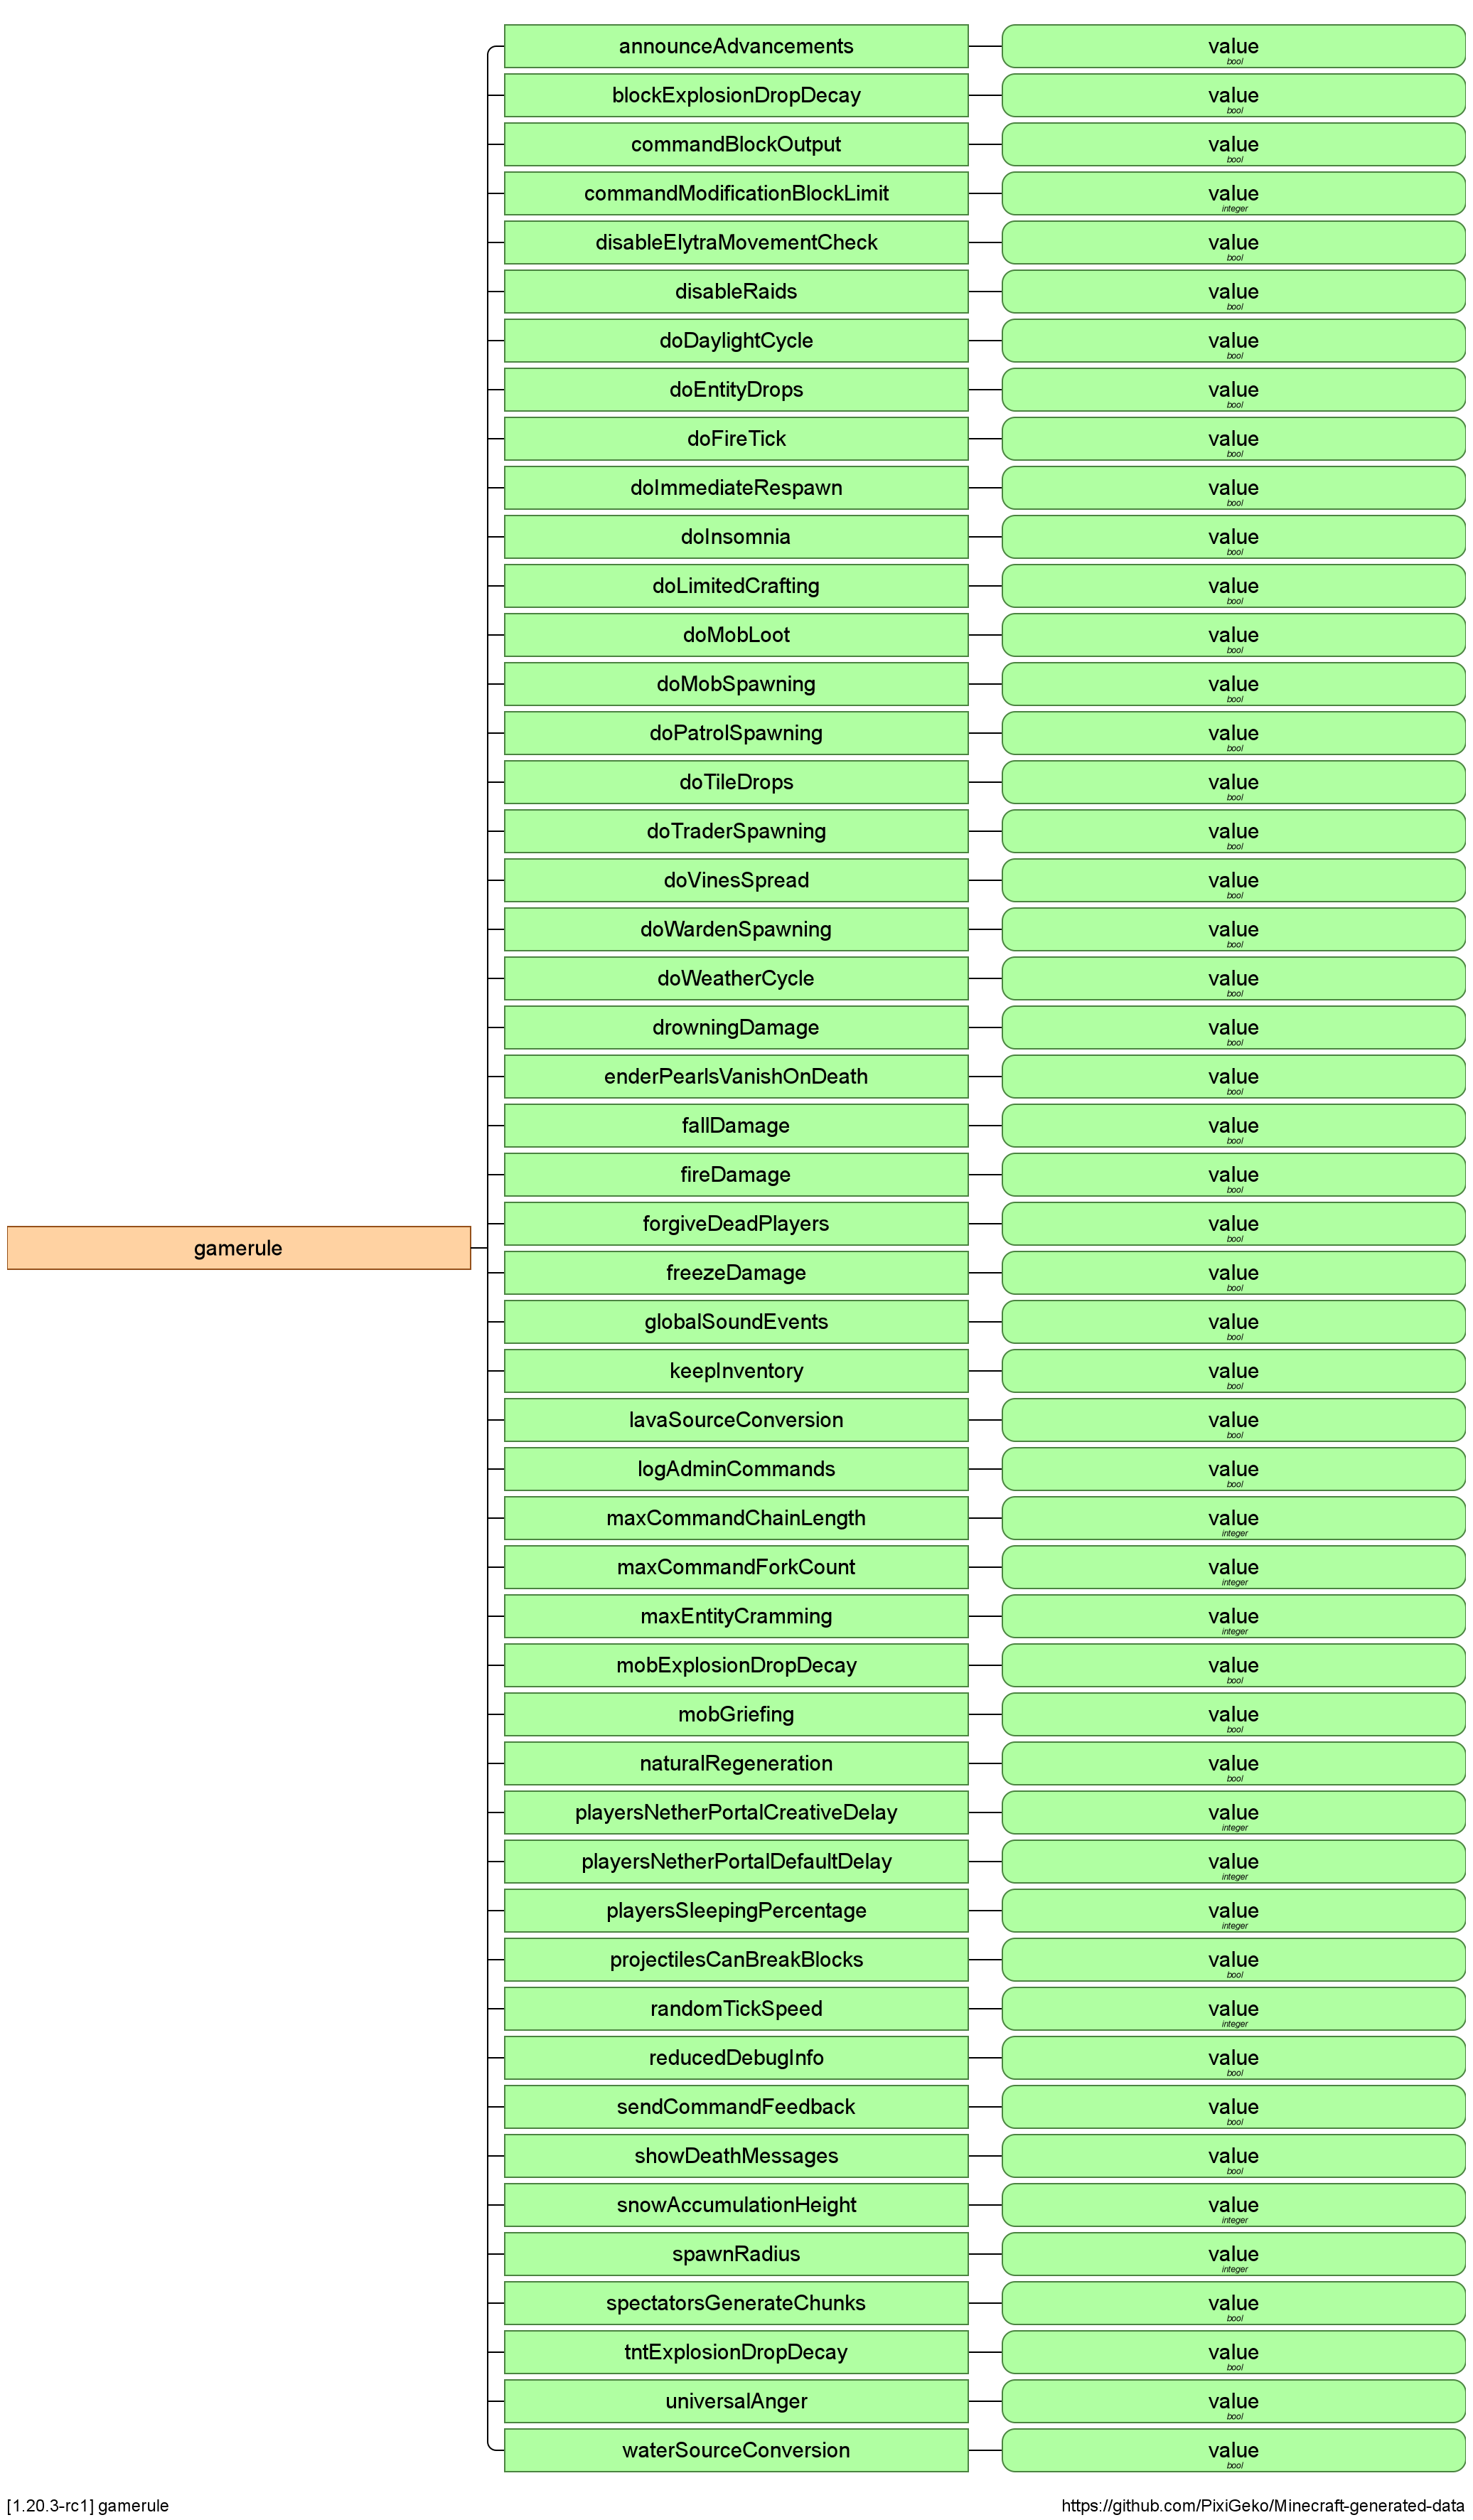 announceAdvancements value
bool
blockExplosionDropDecay value
bool
commandBlockOutput value
bool
commandModificationBlockLimit value
integer
disableElytraMovementCheck value
bool
disableRaids value
bool
doDaylightCycle value
bool
doEntityDrops value
bool
doFireTick value
bool
doImmediateRespawn value
bool
doInsomnia value
bool
doLimitedCrafting value
bool
doMobLoot value
bool
doMobSpawning value
bool
doPatrolSpawning value
bool
doTileDrops value
bool
doTraderSpawning value
bool
doVinesSpread value
bool
doWardenSpawning value
bool
doWeatherCycle value
bool
drowningDamage value
bool
enderPearlsVanishOnDeath value
bool
fallDamage value
bool
fireDamage value
bool
forgiveDeadPlayers value
bool
gamerule
freezeDamage value
bool
globalSoundEvents value
bool
keepInventory value
bool
lavaSourceConversion value
bool
logAdminCommands value
bool
maxCommandChainLength value
integer
maxCommandForkCount value
integer
maxEntityCramming value
integer
mobExplosionDropDecay value
bool
mobGriefing value
bool
naturalRegeneration value
bool
playersNetherPortalCreativeDelay value
integer
playersNetherPortalDefaultDelay value
integer
playersSleepingPercentage value
integer
projectilesCanBreakBlocks value
bool
randomTickSpeed value
integer
reducedDebugInfo value
bool
sendCommandFeedback value
bool
showDeathMessages value
bool
snowAccumulationHeight value
integer
spawnRadius value
integer
spectatorsGenerateChunks value
bool
tntExplosionDropDecay value
bool
universalAnger value
bool
waterSourceConversion value
bool
[1.20.3-rc1] gamerule https://github.com/PixiGeko/Minecraft-generated-data